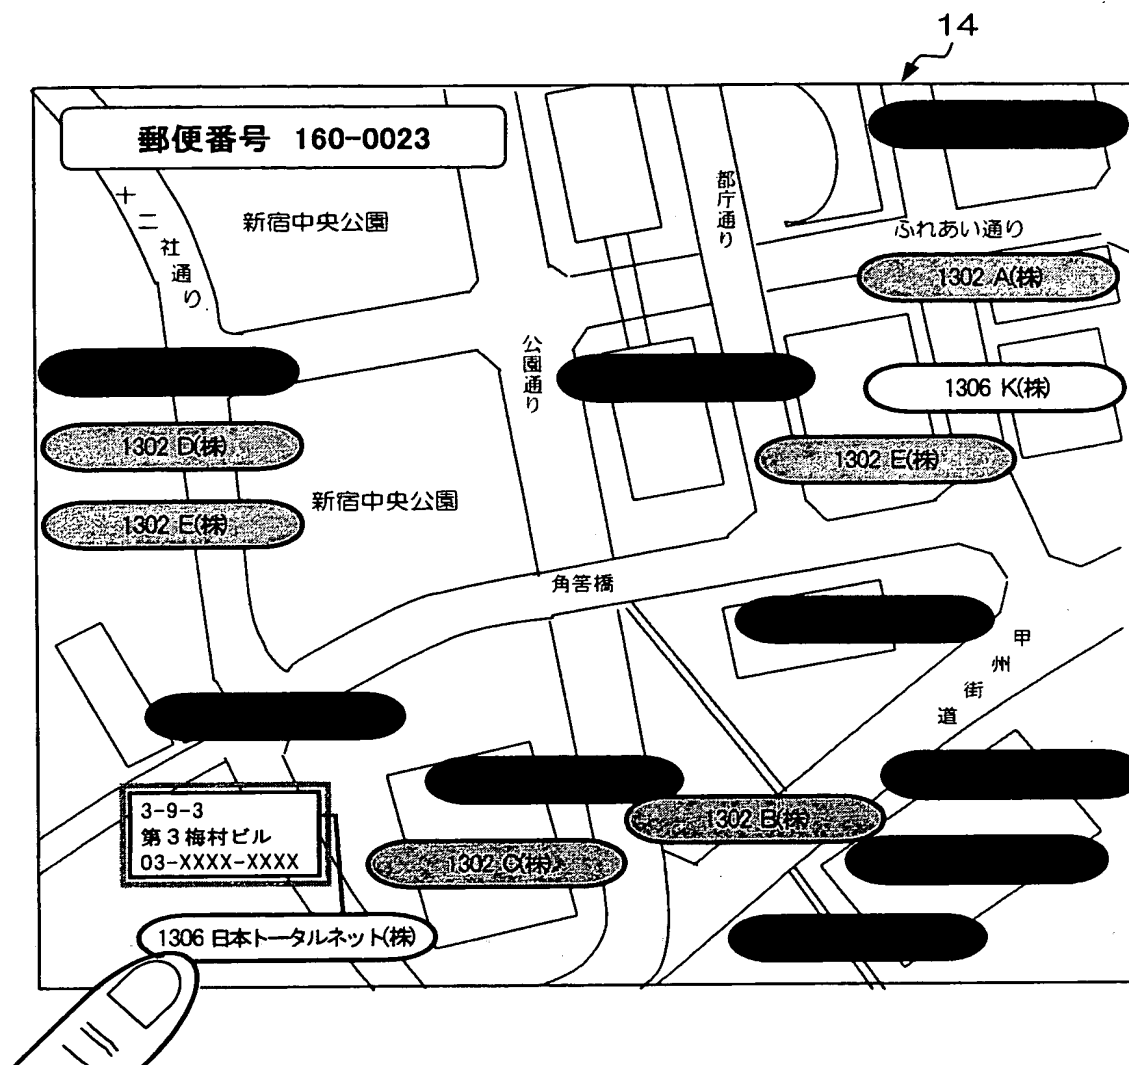 14
郵便番号 160-0023
十二社通り
新宿中央公園
都庁通り
ふれあい通り
1302 A(株)
公園通り
1306 K(株)
1302 D(株)
1302 E(株)
新宿中央公園
1302 E(株)
角筈橋
甲州街道
3-9-3
第3梅村ビル
03-XXXX-XXXX
1302 B(株)
1302 C(株)
1306 日本トータルネット(株)